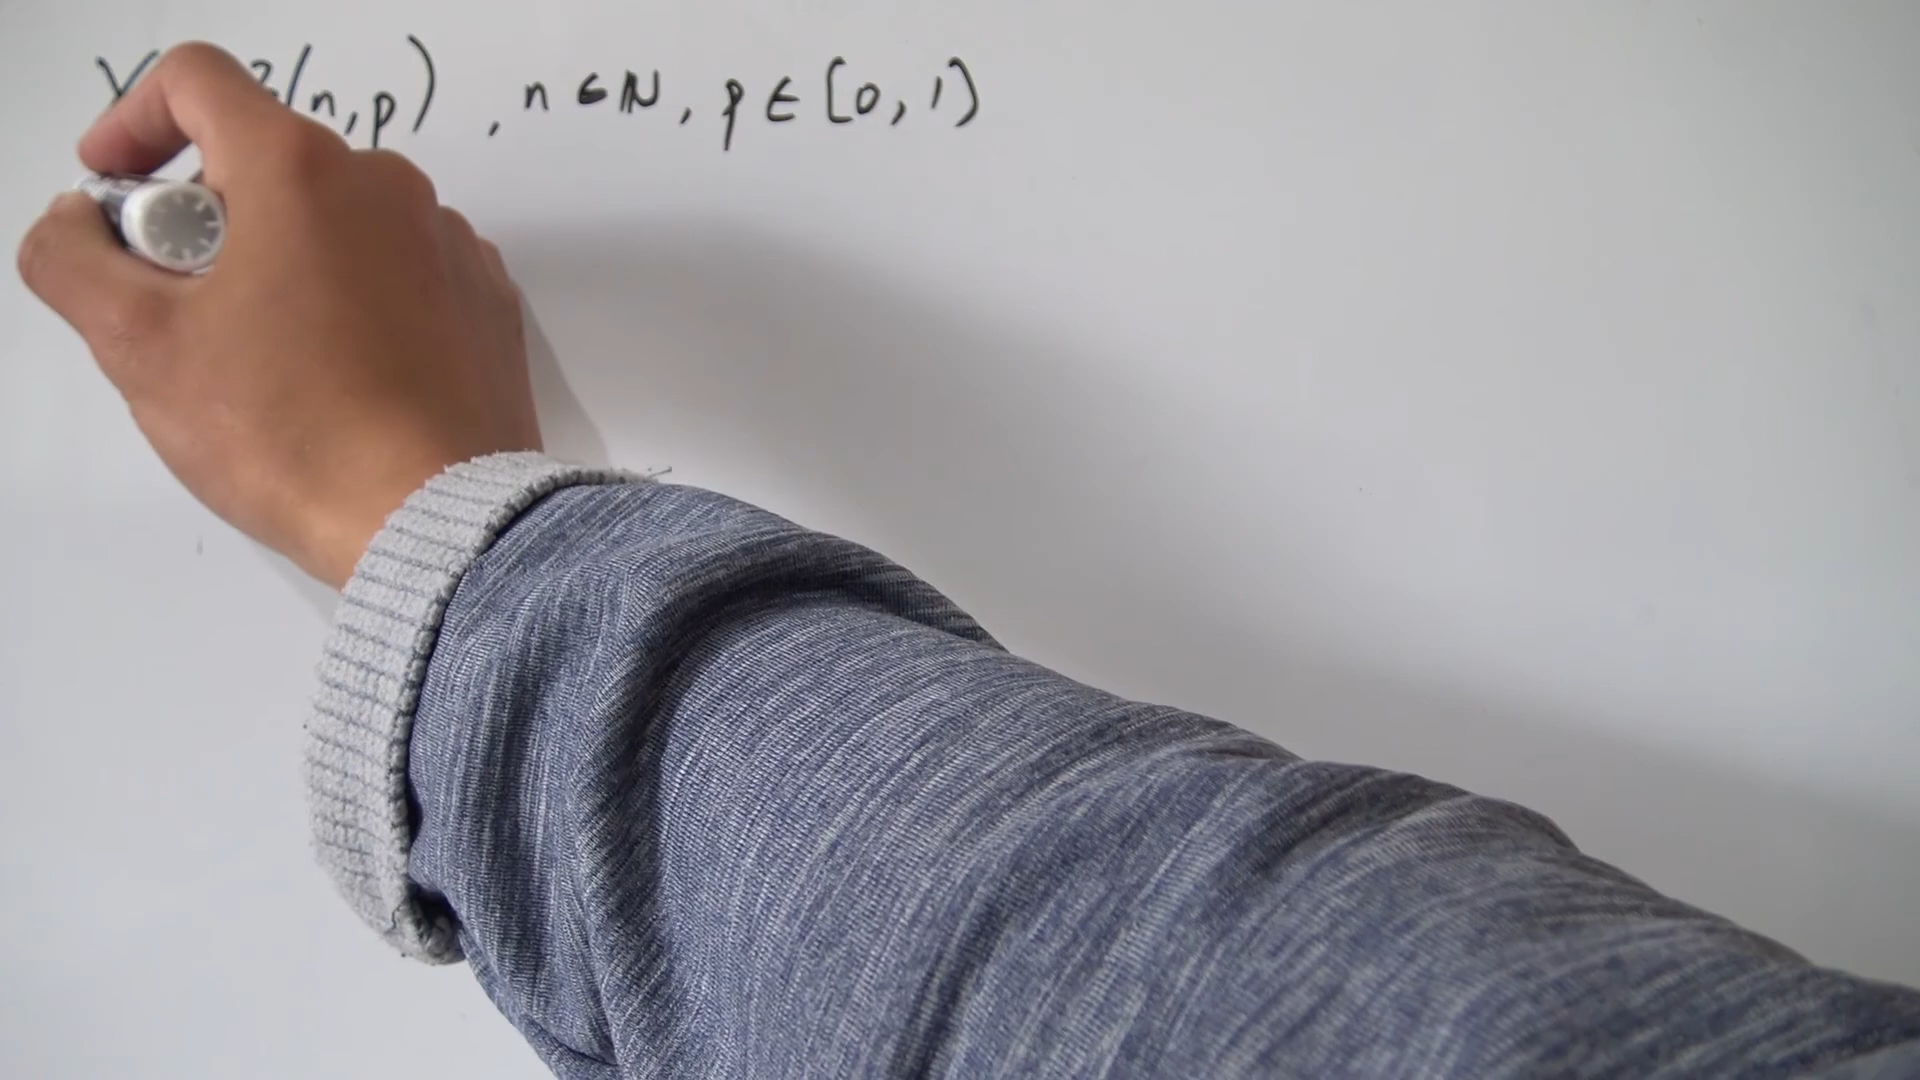 (n,p) , n ∈ ℕ, p ∈ [0, 1]